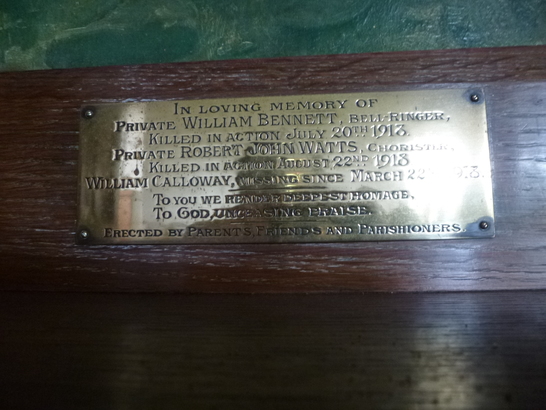 IN LOVING MEMORY OF
PRIVATE WILLIAM BENNETT, BELL-RINGER,
KILLED IN ACTION JULY 20TH 1918.
PRIVATE ROBERT JOHN WATTS, CHORISTER,
KILLED IN ACTION AUGUST 22ND 1918
WILLIAM CALLOWAY, MISSING SINCE MARCH
TO YOU WE RENDER DEEPEST HOMAGE,
TO GOD, UNCEASING PRAISE.
ERECTED BY PARENTS, FRIENDS AND PARISHIONERS.